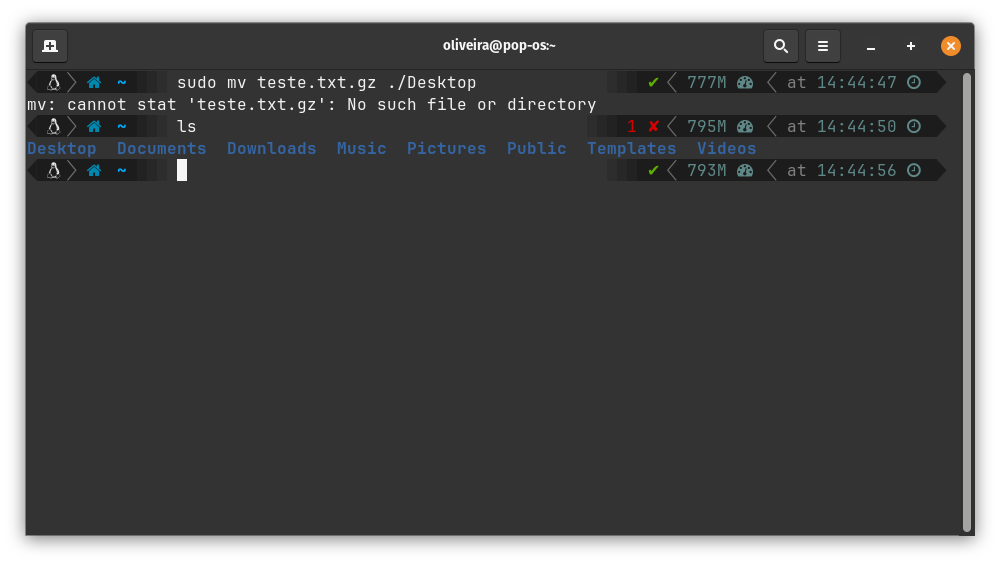 oliveira@pop-os:~
~ sudo mv teste.txt.gz ./Desktop ✔ 777M at 14:44:47
mv: cannot stat 'teste.txt.gz': No such file or directory
~ ls 1 ✘ 795M at 14:44:50
Desktop Documents Downloads Music Pictures Public Templates Videos
~ ✔ 793M at 14:44:56